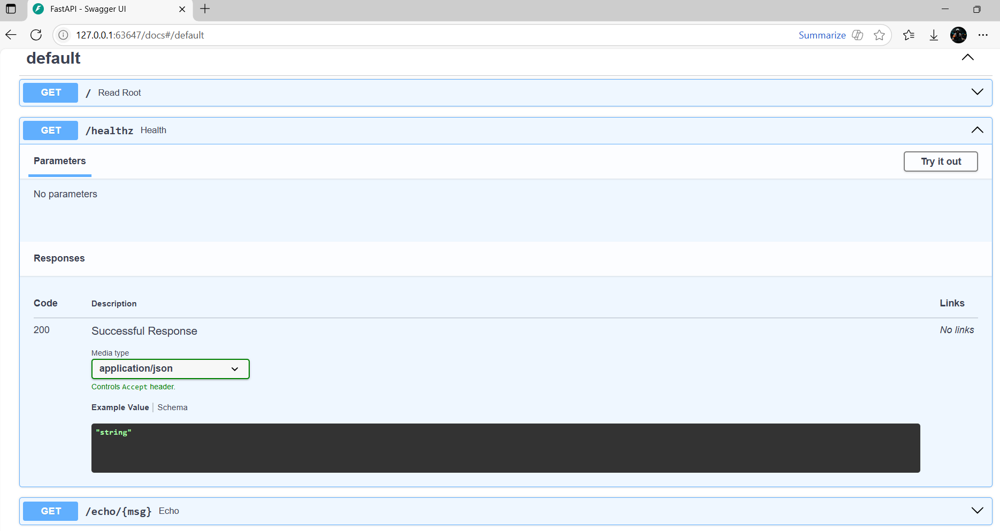 FastAPI - Swagger UI
127.0.0.1:63647/docs#/default
Summarize
default
GET / Read Root
GET /healthz Health
Parameters
Try it out
No parameters
Responses
Code Description Links
200 Successful Response No links
Media type
application/json
Controls Accept header.
Example Value Schema
"string"
GET /echo/{msg} Echo